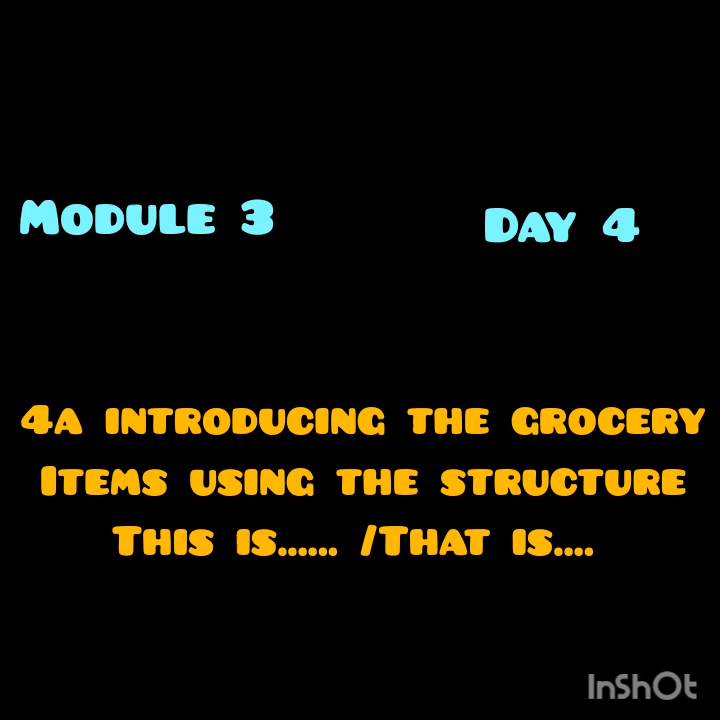 Module 3 Day 4
4a introducing the grocery
Items using the structure
This is...... /That is....
InShOt